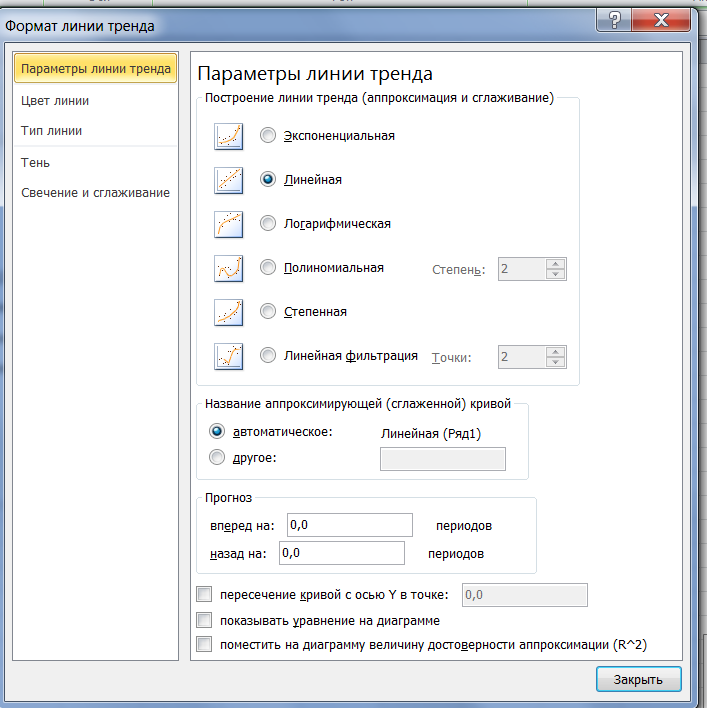 Формат линии тренда
Параметры линии тренда
Цвет линии
Тип линии
Тень
Свечение и сглаживание
Параметры линии тренда
Построение линии тренда (аппроксимация и сглаживание)
Экспоненциальная
Линейная
Логарифмическая
Полиномиальная Степень: 2
Степенная
Линейная фильтрация Точки: 2
Название аппроксимирующей (сглаженной) кривой
автоматическое: Линейная (Ряд1)
другое:
Прогноз
вперед на: 0,0 периодов
назад на: 0,0 периодов
пересечение кривой с осью Y в точке: 0,0
показывать уравнение на диаграмме
поместить на диаграмму величину достоверности аппроксимации (R^2)
Закрыть